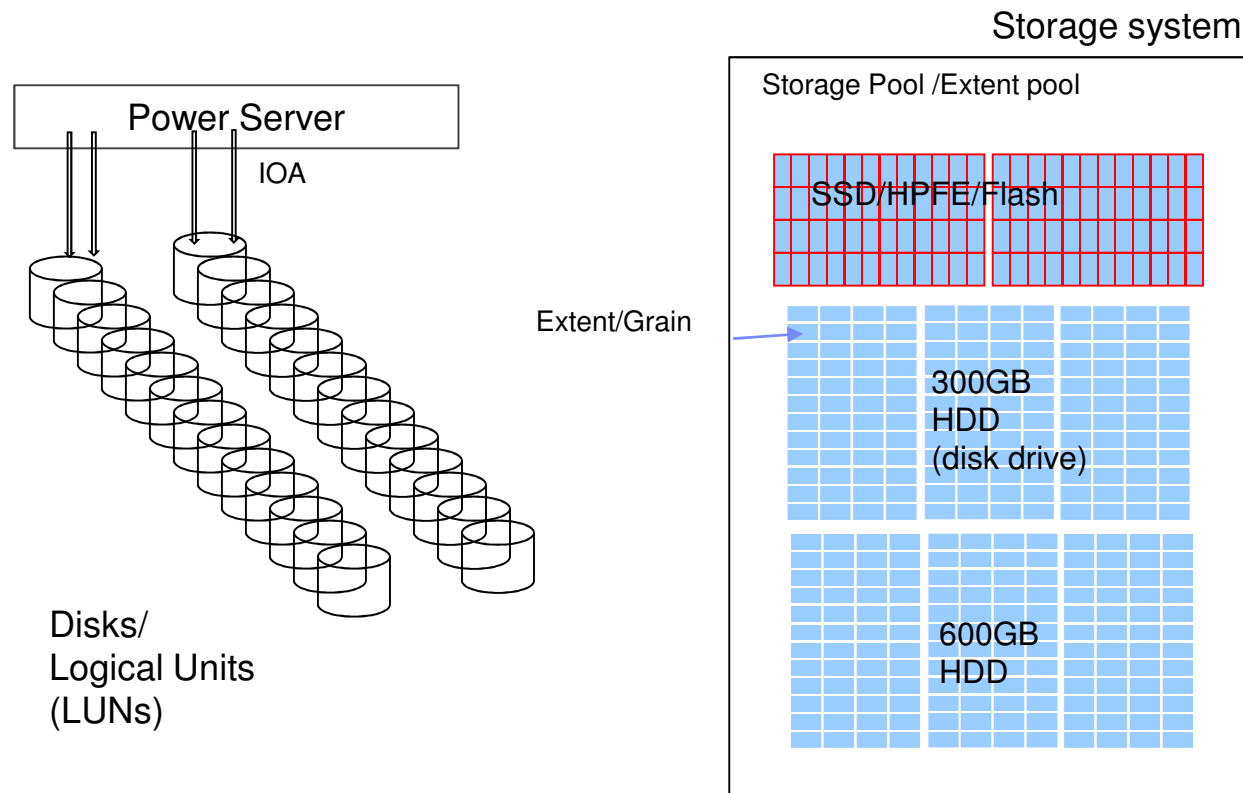 Storage system
Power Server
IOA
Storage Pool /Extent pool
SSD/HPFE/Flash
Extent/Grain
300GB
HDD
(disk drive)
600GB
HDD
Disks/
Logical Units
(LUNs)